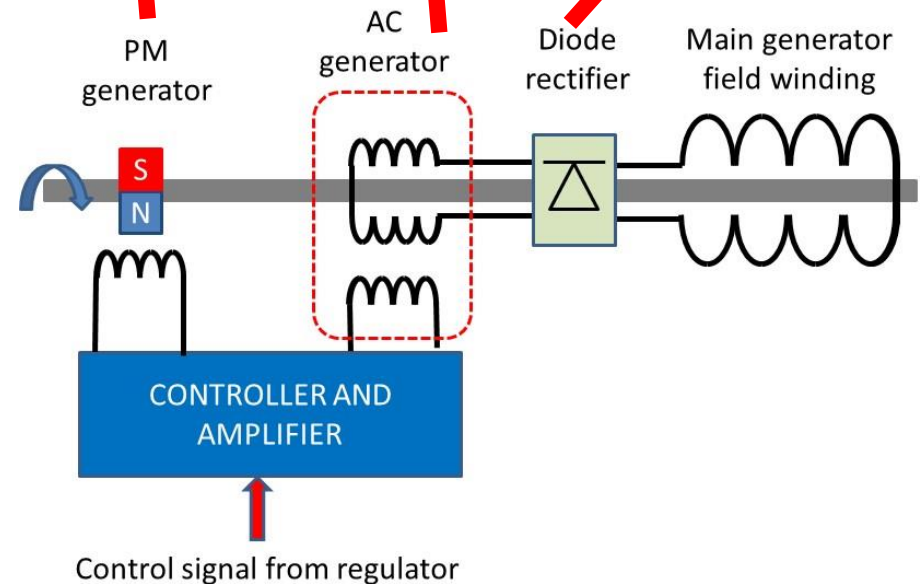 PM
generator
AC
generator
Diode
rectifier
Main generator
field winding
S
N
CONTROLLER AND
AMPLIFIER
Control signal from regulator